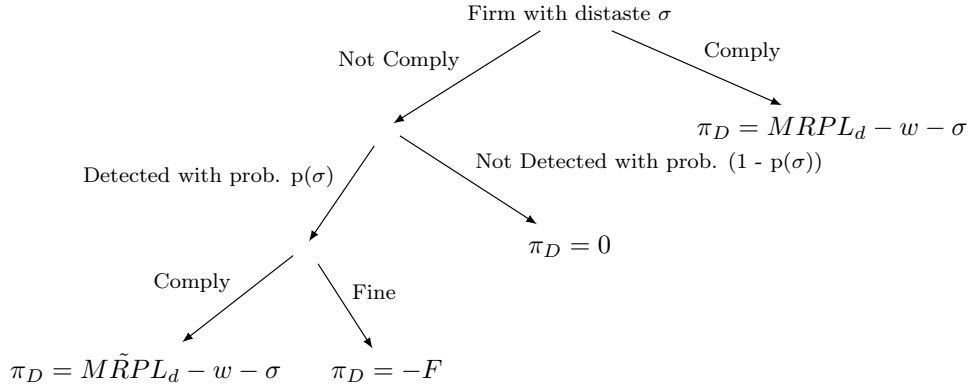 Firm with distaste σ
Not Comply
Comply
π_D = MRPL_d − w − σ
Detected with prob. p(σ)
Not Detected with prob. (1 - p(σ))
π_D = 0
Comply
Fine
π_D = MR̃PL_d − w − σ
π_D = −F